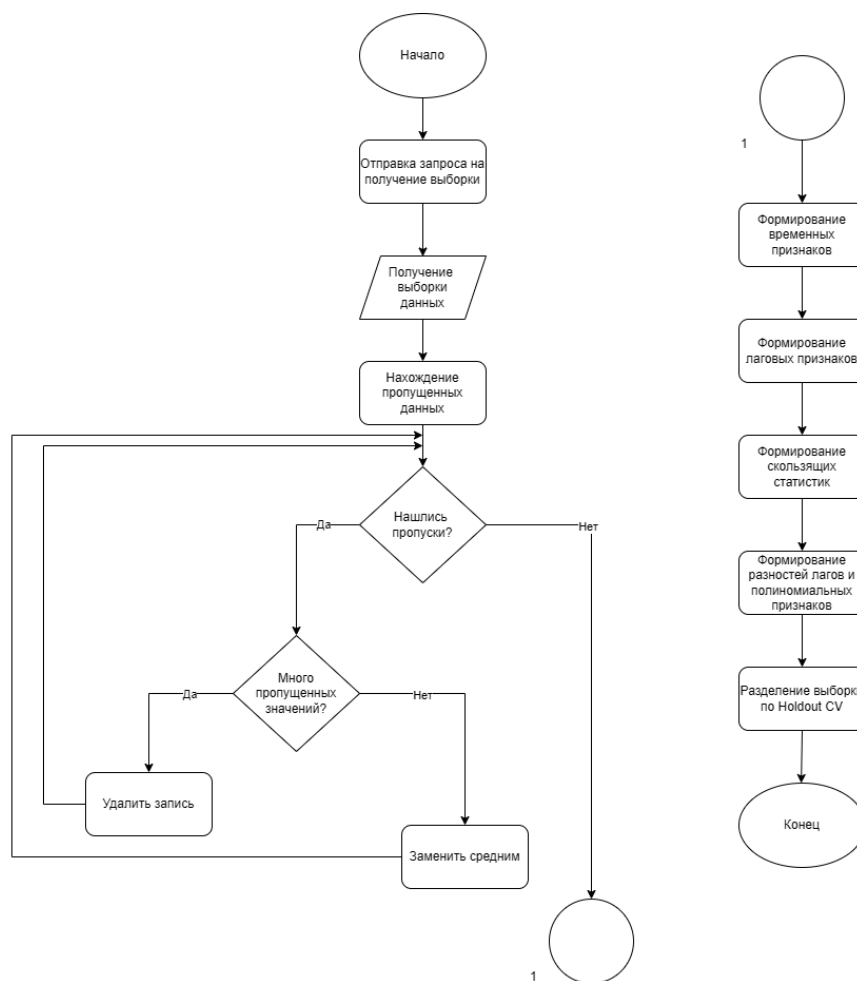 Начало
Отправка запроса на
получение выборки
Получение
выборки
данных
Нахождение
пропущенных
данных
Нашлись
пропуски?
Да
Нет
Много
пропущенных
значений?
Да
Нет
Удалить запись
Заменить средним
1
1
Формирование
временных
признаков
Формирование
лаговых признаков
Формирование
скользящих
статистик
Формирование
разностей лагов и
полиномиальных
признаков
Разделение выборки
по Holdout CV
Конец